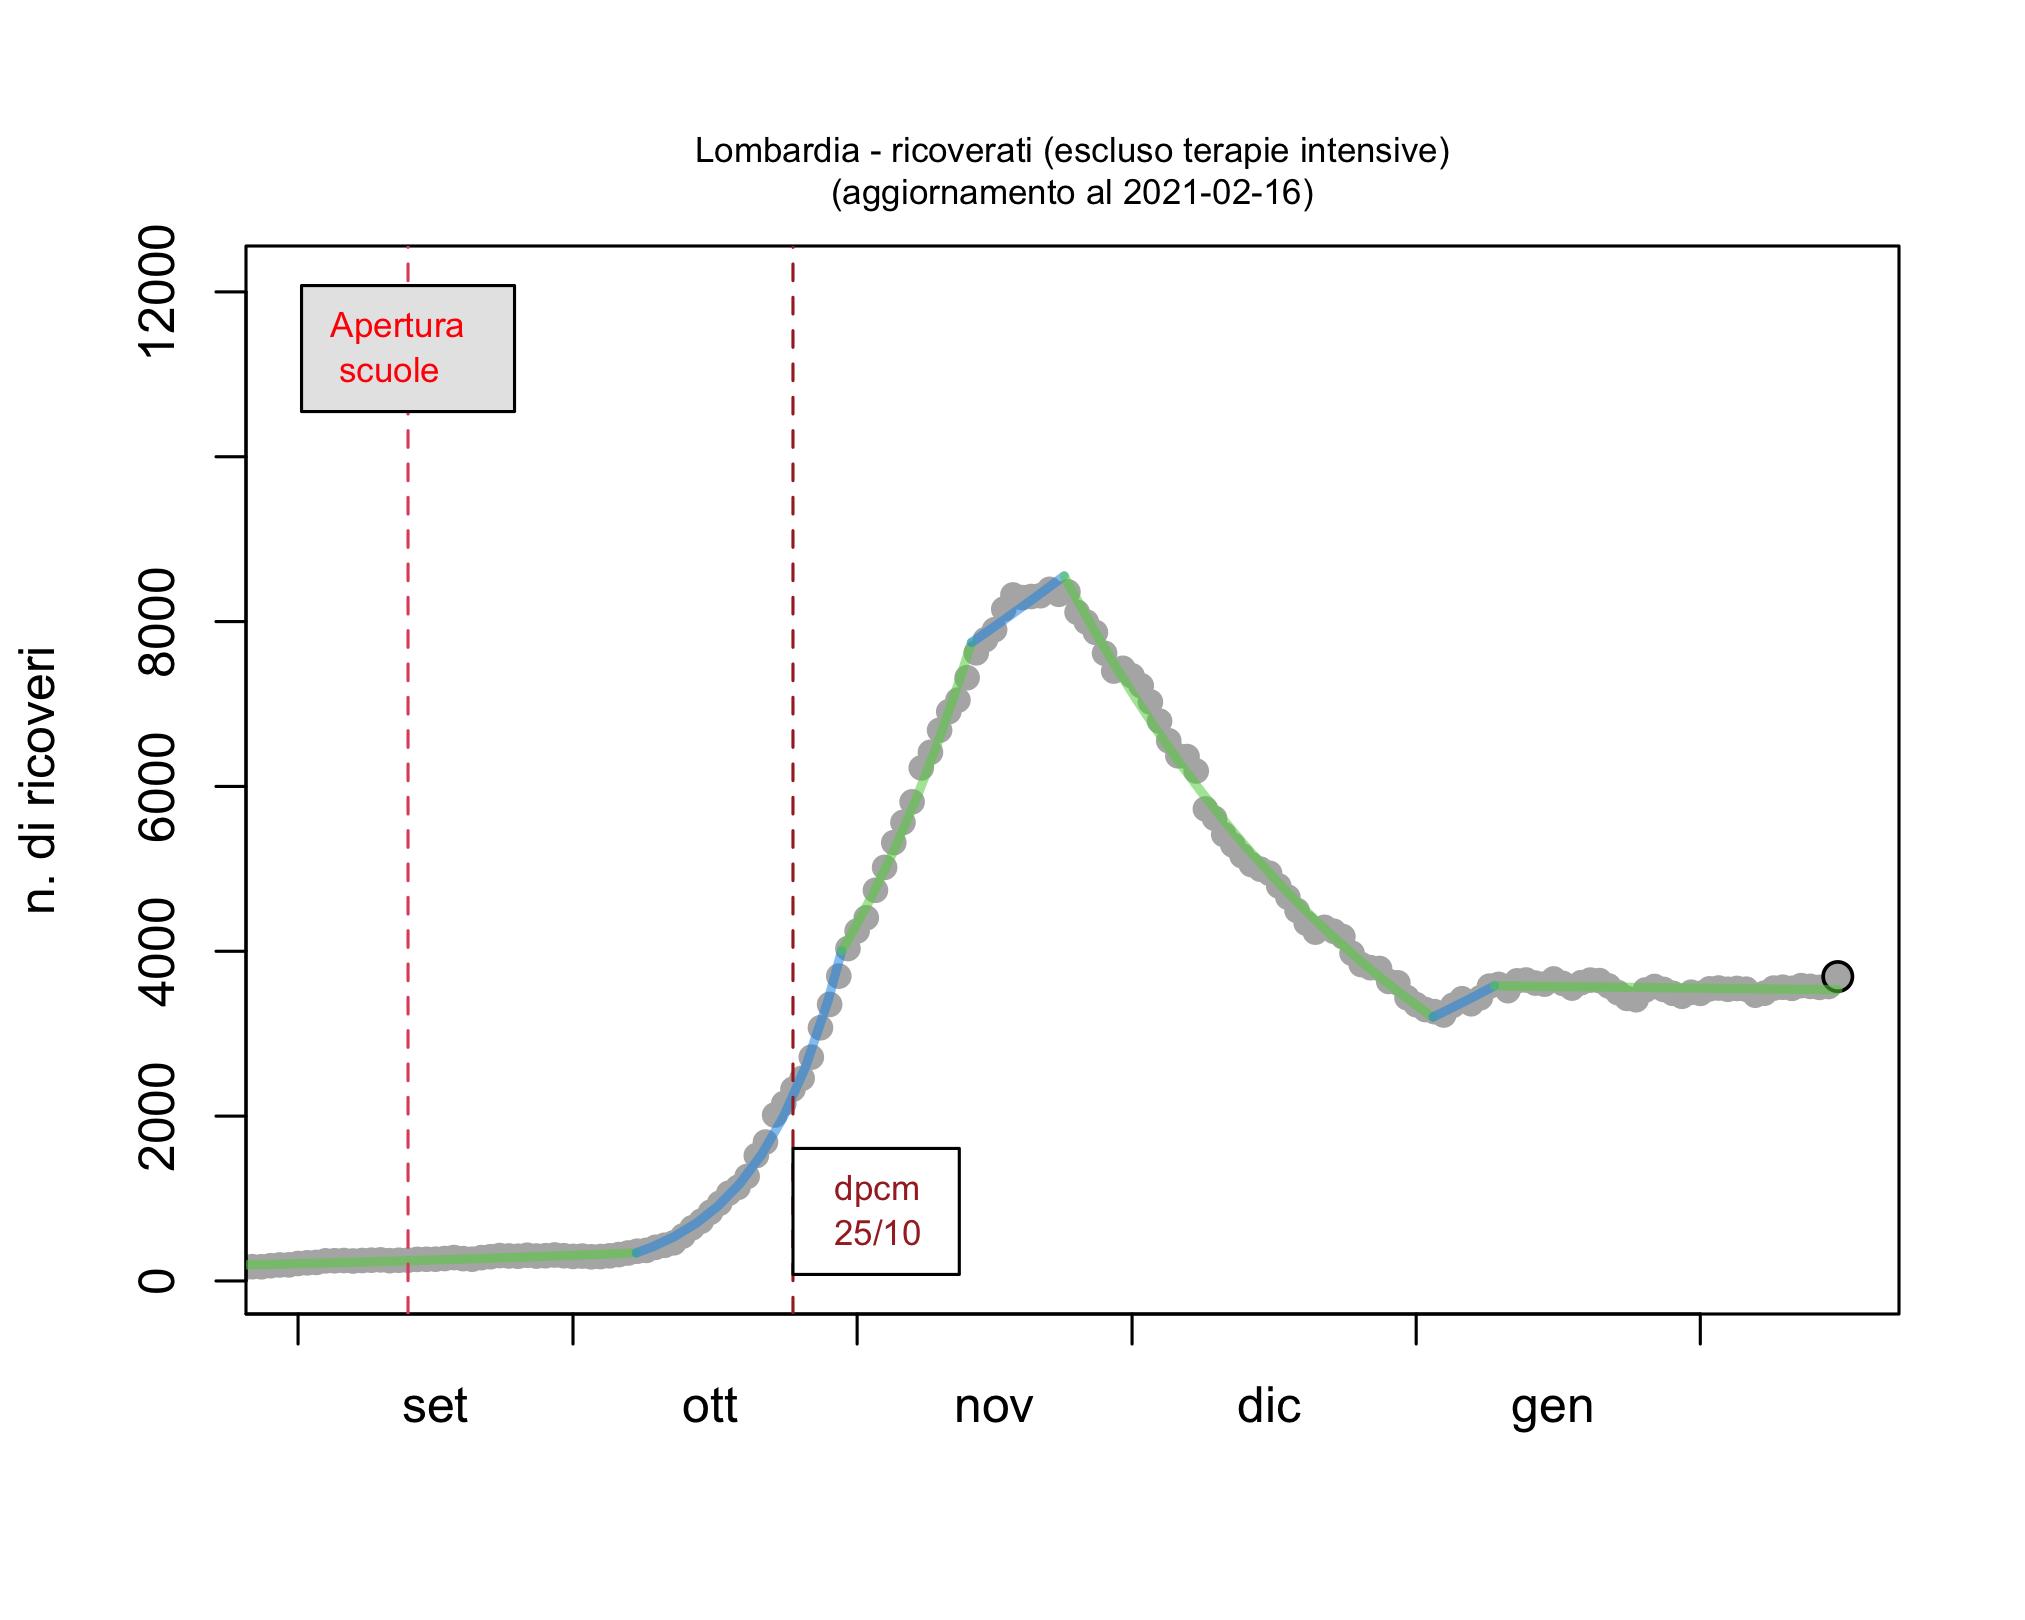 Lombardia - ricoverati (escluso terapie intensive)
(aggiornamento al 2021-02-16)
12000
8000
6000
4000
2000
0
n. di ricoveri
Apertura
scuole
dpcm
25/10
set
ott
nov
dic
gen